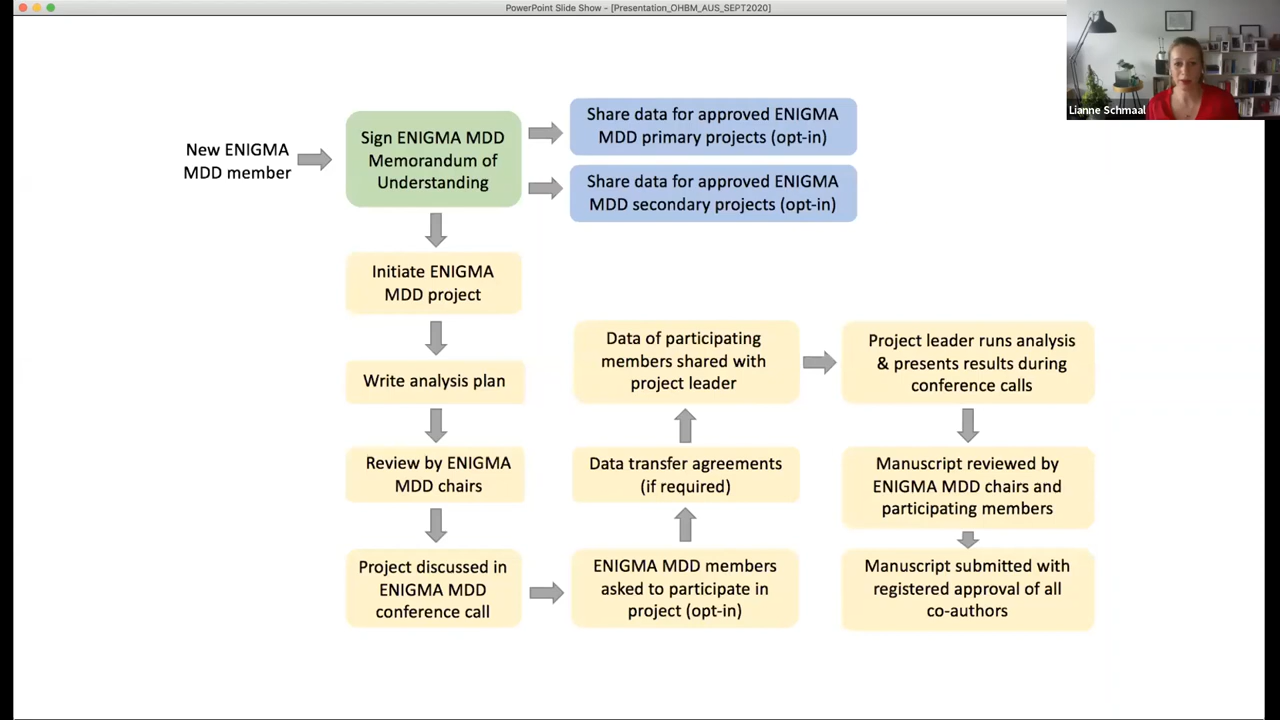 PowerPoint Slide Show - [Presentation_OHBM_AUS_SEPT2020]
Lianne Schmaal
New ENIGMA
MDD member
Sign ENIGMA MDD
Memorandum of
Understanding
Share data for approved ENIGMA
MDD primary projects (opt-in)
Share data for approved ENIGMA
MDD secondary projects (opt-in)
Initiate ENIGMA
MDD project
Write analysis plan
Review by ENIGMA
MDD chairs
Project discussed in
ENIGMA MDD
conference call
ENIGMA MDD members
asked to participate in
project (opt-in)
Data transfer agreements
(if required)
Data of participating
members shared with
project leader
Project leader runs analysis
& presents results during
conference calls
Manuscript reviewed by
ENIGMA MDD chairs and
participating members
Manuscript submitted with
registered approval of all
co-authors